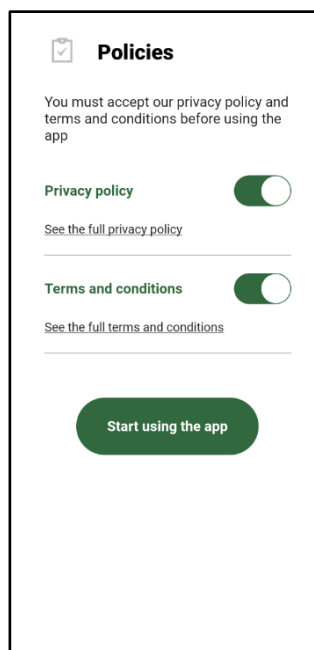 Policies
You must accept our privacy policy and
terms and conditions before using the
app
Privacy policy
See the full privacy policy
Terms and conditions
See the full terms and conditions
Start using the app